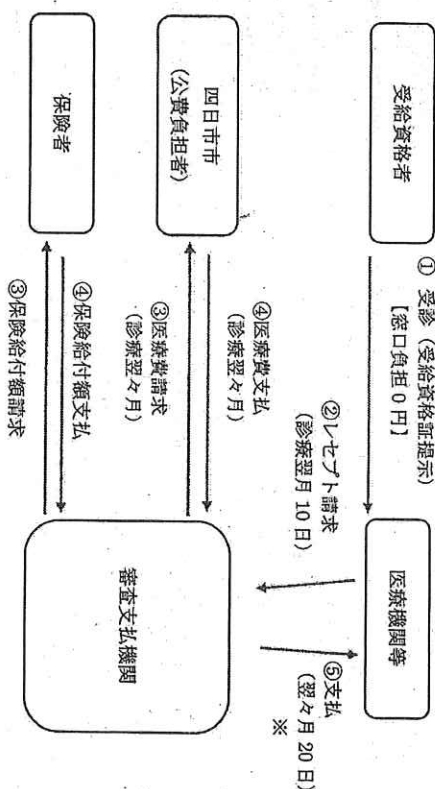 受給資格者
① 受診（受給資格証提示）
【窓口負担０円】
医療機関等
②レセプト請求
（診療翌月 10 日）
⑤支払
（翌々月 20 日）
※
四日市市
（公費負担者）
④医療費支払
（診療翌々月）
③医療費請求
（診療翌々月）
審査支払機関
保険者
④保険給付額支払
③保険給付額請求